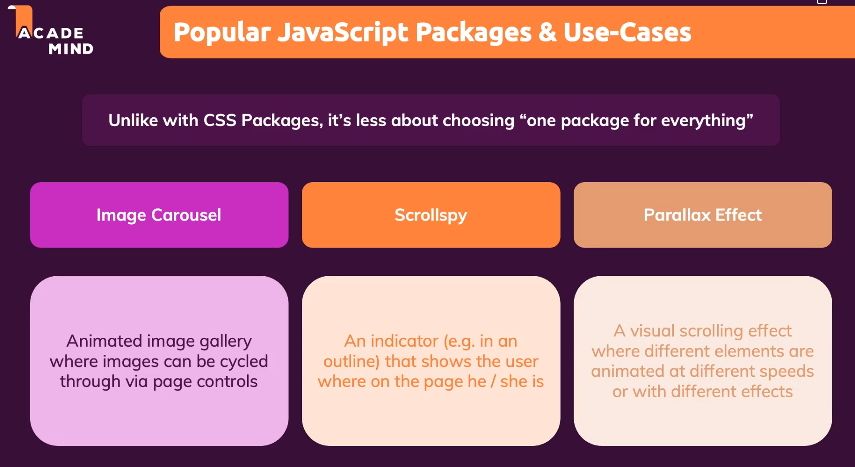 ACADE
MIND
Popular JavaScript Packages & Use-Cases
Unlike with CSS Packages, it’s less about choosing “one package for everything”
Image Carousel
Scrollspy
Parallax Effect
Animated image gallery
where images can be cycled
through via page controls
An indicator (e.g. in an
outline) that shows the user
where on the page he / she is
A visual scrolling effect
where different elements are
animated at different speeds
or with different effects